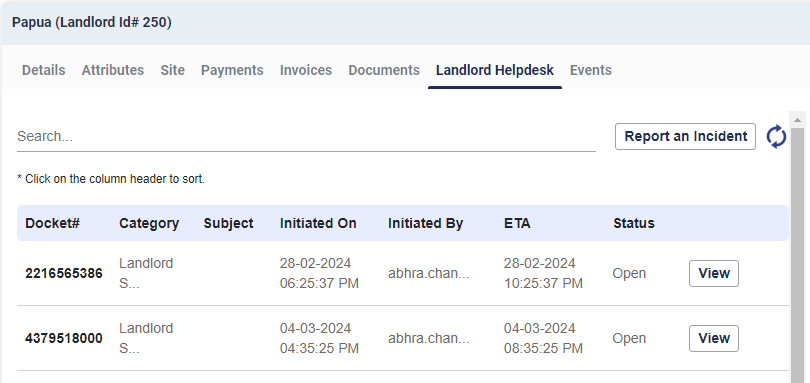 Papua (Landlord Id# 250)
Details Attributes Site Payments Invoices Documents Landlord Helpdesk Events
Search... Report an Incident
* Click on the column header to sort.
Docket# Category Subject Initiated On Initiated By ETA Status
2216565386 Landlord S... 28-02-2024 06:25:37 PM abhra.chan... 28-02-2024 10:25:37 PM Open View
4379518000 Landlord S... 04-03-2024 04:35:25 PM abhra.chan... 04-03-2024 08:35:25 PM Open View